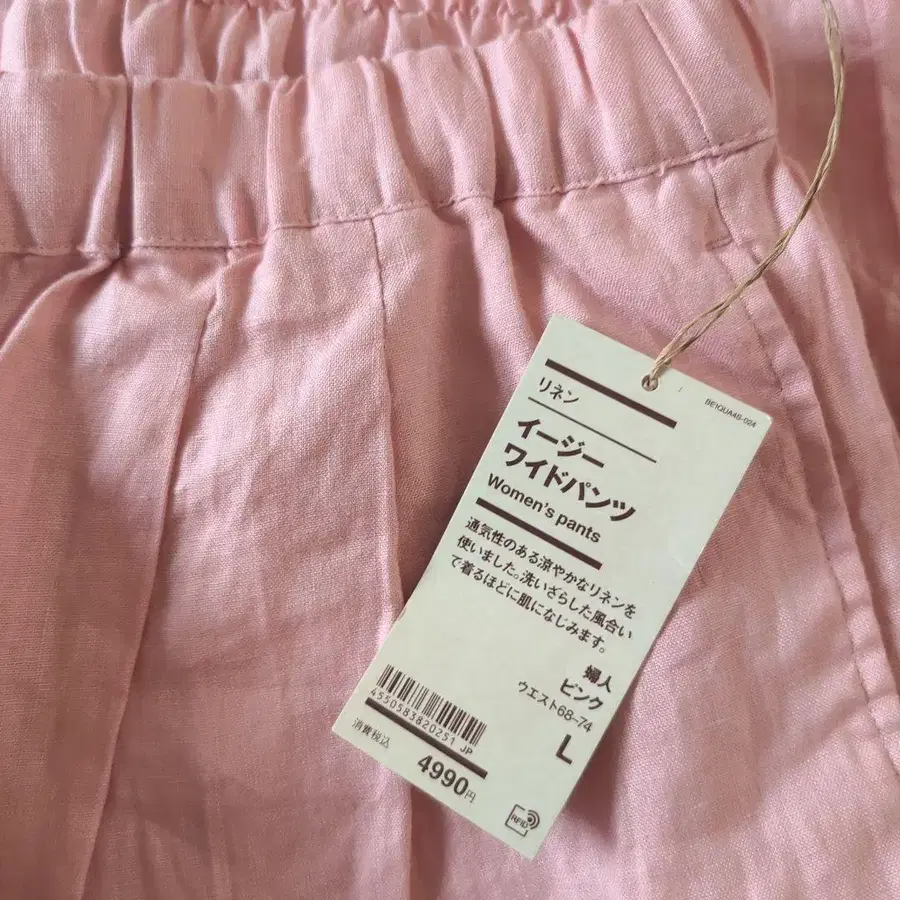 BE1QUA4S-024
リネン
イージー
ワイドパンツ
Women's pants
通気性のある涼やかなリネンを
使いました。洗いざらした風合い
で着るほどに肌になじみます。
婦人
ピンク
ウエスト68-74
L
4550583820251 JP
消費税込
4990円
RFID